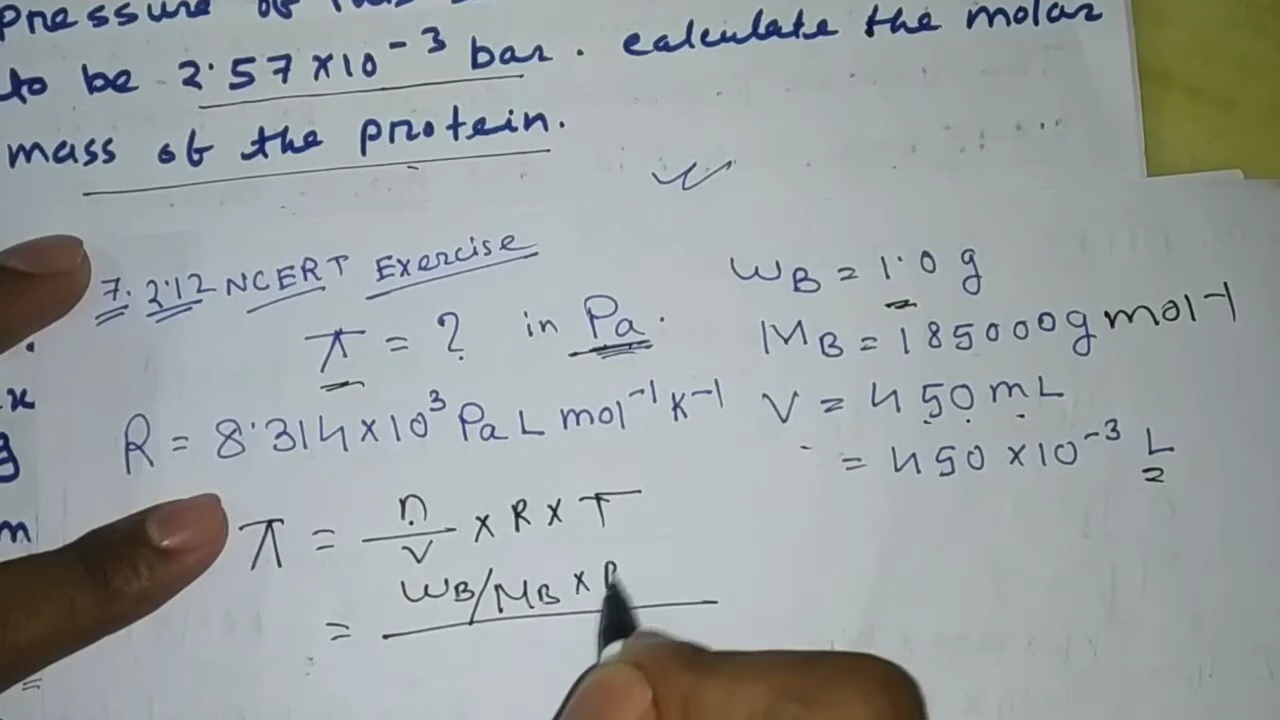 pressure of
to be 2.57×10⁻³ bar. calculate the molar
mass of the protein.
7. 2.12 NCERT Exercise
π = ? in Pa.
R = 8.314×10³ Pa L mol⁻¹ K⁻¹
π = n/V × R × T
= WB/MB ×
WB = 1.0 g
MB = 185000 g mol⁻¹
V = 450 mL
= 450 × 10⁻³ L
x
g
m